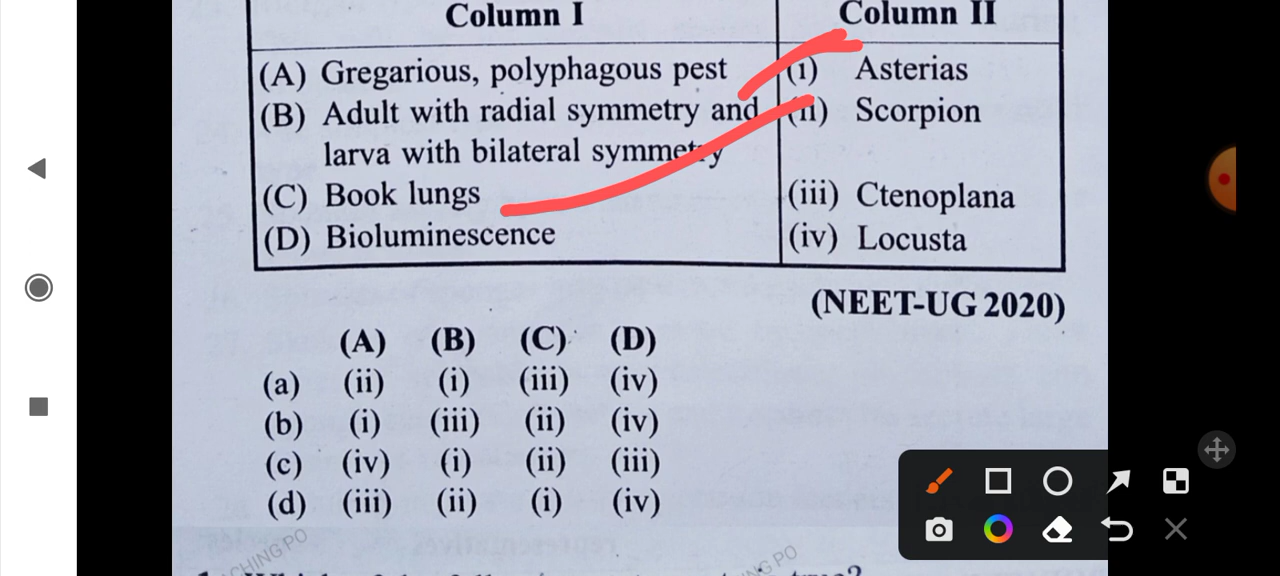 Column I Column II
(A) Gregarious, polyphagous pest (i) Asterias
(B) Adult with radial symmetry and (ii) Scorpion
larva with bilateral symmetry
(C) Book lungs (iii) Ctenoplana
(D) Bioluminescence (iv) Locusta
(NEET-UG 2020)
(A) (B) (C) (D)
(a) (ii) (i) (iii) (iv)
(b) (i) (iii) (ii) (iv)
(c) (iv) (i) (ii) (iii)
(d) (iii) (ii) (i) (iv)